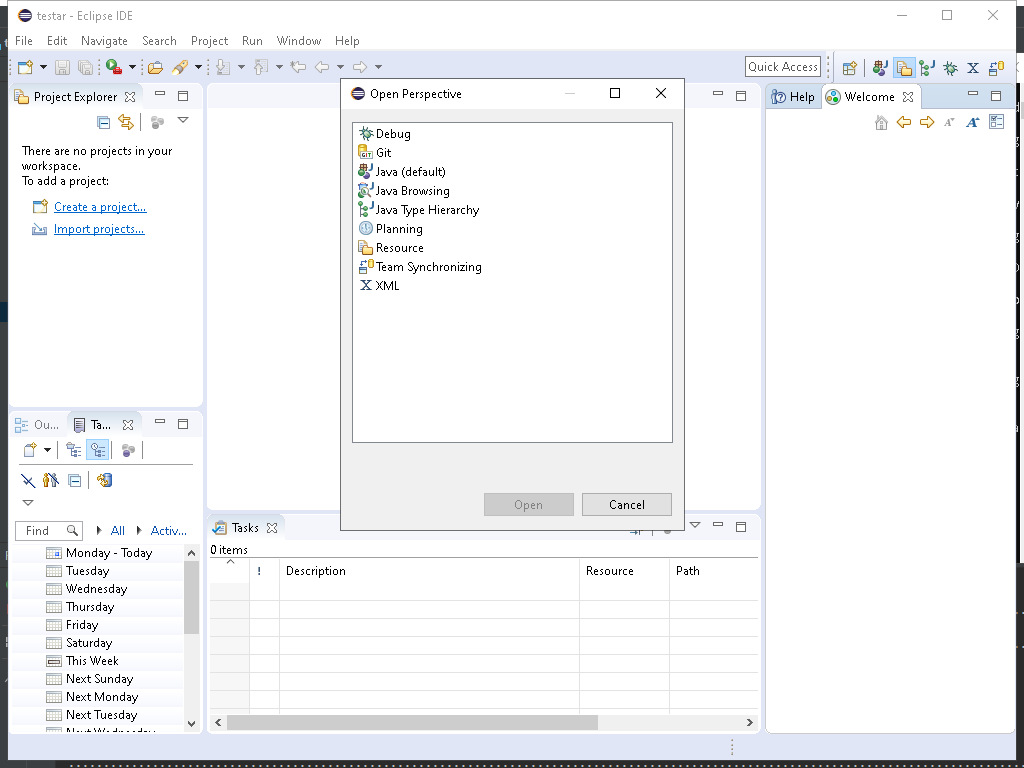 testar - Eclipse IDE
File Edit Navigate Search Project Run Window Help
Quick Access
Project Explorer
There are no projects in your
workspace.
To add a project:
Create a project...
Import projects...
Open Perspective
Debug
Git
Java (default)
Java Browsing
Java Type Hierarchy
Planning
Resource
Team Synchronizing
XML
Open Cancel
Help Welcome
Ou... Ta...
Find All Activ...
Monday - Today
Tuesday
Wednesday
Thursday
Friday
Saturday
This Week
Next Sunday
Next Monday
Next Tuesday
Next Wednesday
Tasks
0 items
! Description Resource Path